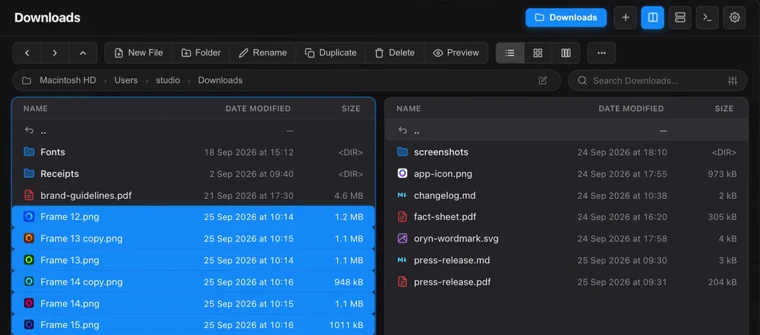 Downloads
Downloads
New File Folder Rename Duplicate Delete Preview
Macintosh HD › Users › studio › Downloads
Search Downloads...
NAME DATE MODIFIED SIZE
.. —
Fonts 18 Sep 2026 at 15:12 <DIR>
Receipts 2 Sep 2026 at 09:40 <DIR>
brand-guidelines.pdf 21 Sep 2026 at 17:30 4.6 MB
Frame 12.png 25 Sep 2026 at 10:14 1.2 MB
Frame 13 copy.png 25 Sep 2026 at 10:15 1.1 MB
Frame 13.png 25 Sep 2026 at 10:14 1.1 MB
Frame 14 copy.png 25 Sep 2026 at 10:16 948 kB
Frame 14.png 25 Sep 2026 at 10:15 1.1 MB
Frame 15.png 25 Sep 2026 at 10:16 1011 kB
NAME DATE MODIFIED SIZE
.. —
screenshots 24 Sep 2026 at 18:10 <DIR>
app-icon.png 24 Sep 2026 at 17:55 973 kB
changelog.md 24 Sep 2026 at 10:38 2 kB
fact-sheet.pdf 24 Sep 2026 at 16:20 305 kB
oryn-wordmark.svg 24 Sep 2026 at 17:58 4 kB
press-release.md 25 Sep 2026 at 09:30 3 kB
press-release.pdf 25 Sep 2026 at 09:31 204 kB